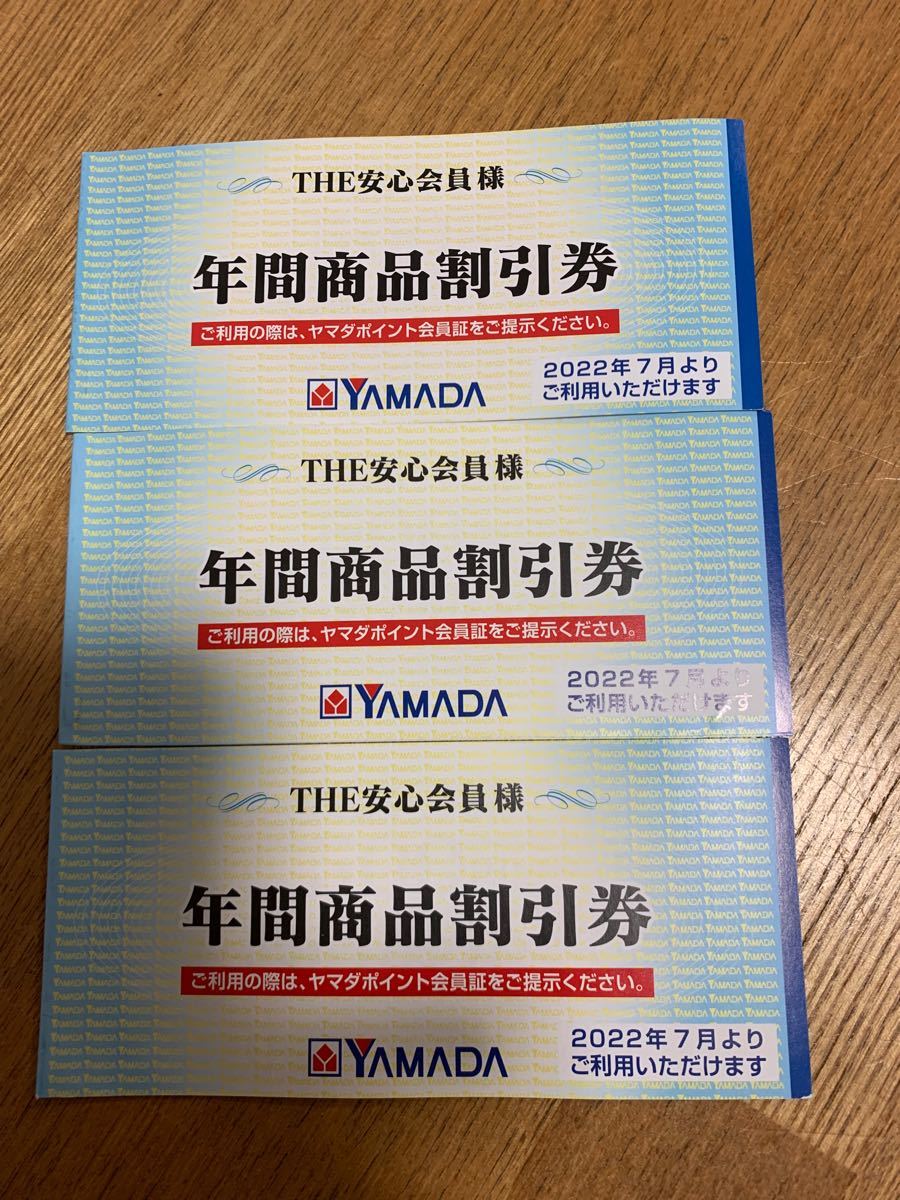 THE安心会員様
年間商品割引券
ご利用の際は、ヤマダポイント会員証をご提示ください。
YAMADA
2022年7月より
ご利用いただけます
THE安心会員様
年間商品割引券
ご利用の際は、ヤマダポイント会員証をご提示ください。
YAMADA
2022年7月より
ご利用いただけます
THE安心会員様
年間商品割引券
ご利用の際は、ヤマダポイント会員証をご提示ください。
YAMADA
2022年7月より
ご利用いただけます